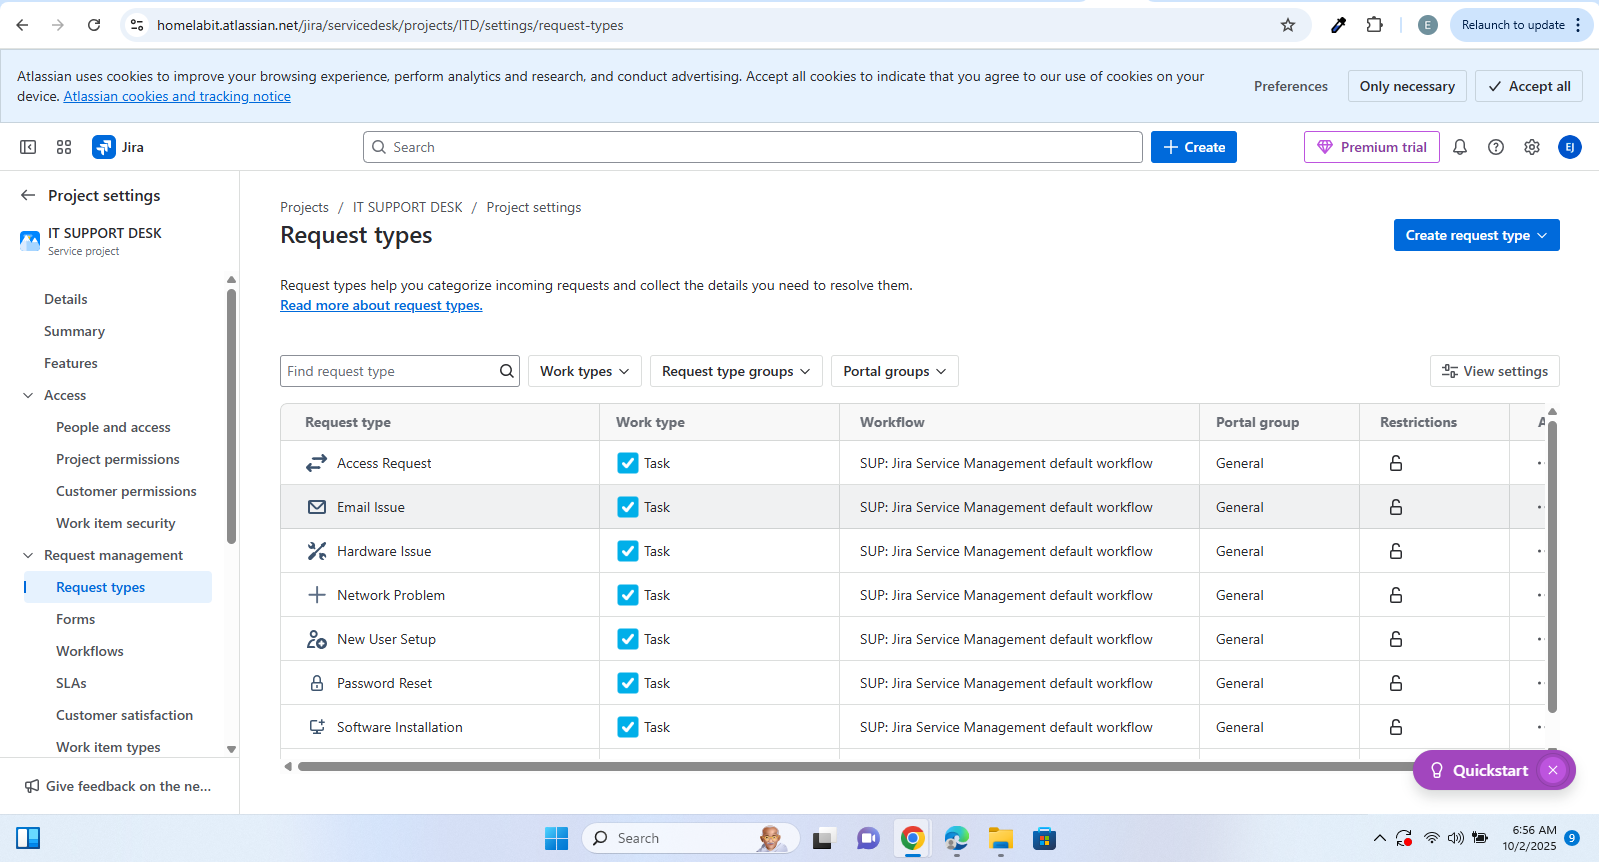 homelabit.atlassian.net/jira/servicedesk/projects/ITD/settings/request-types
E
Relaunch to update
Atlassian uses cookies to improve your browsing experience, perform analytics and research, and conduct advertising. Accept all cookies to indicate that you agree to our use of cookies on your
device. Atlassian cookies and tracking notice
Preferences
Only necessary
Accept all
Jira
Search
Create
Premium trial
EJ
Project settings
IT SUPPORT DESK
Service project
Details
Summary
Features
Access
People and access
Project permissions
Customer permissions
Work item security
Request management
Request types
Forms
Workflows
SLAs
Customer satisfaction
Work item types
Give feedback on the ne...
Projects / IT SUPPORT DESK / Project settings
Request types
Create request type
Request types help you categorize incoming requests and collect the details you need to resolve them.
Read more about request types.
Find request type
Work types
Request type groups
Portal groups
View settings
Request type Work type Workflow Portal group Restrictions A
Access Request Task SUP: Jira Service Management default workflow General
Email Issue Task SUP: Jira Service Management default workflow General
Hardware Issue Task SUP: Jira Service Management default workflow General
Network Problem Task SUP: Jira Service Management default workflow General
New User Setup Task SUP: Jira Service Management default workflow General
Password Reset Task SUP: Jira Service Management default workflow General
Software Installation Task SUP: Jira Service Management default workflow General
Quickstart
Search
6:56 AM
10/2/2025
9